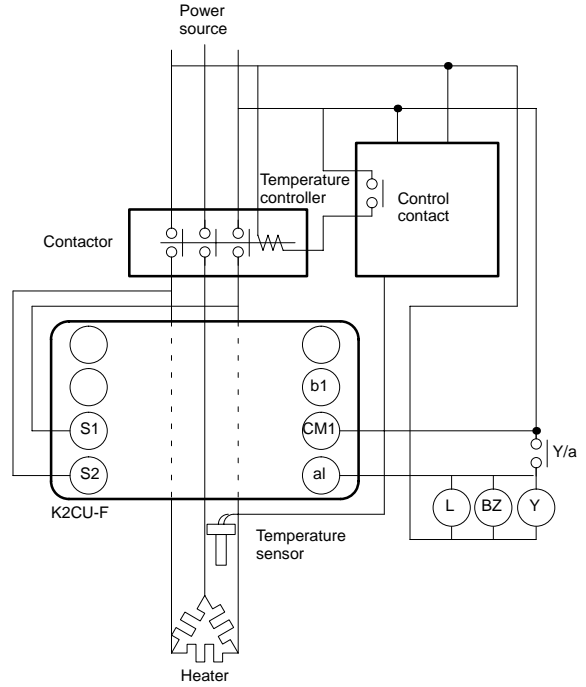 Power
source
Temperature
controller
Control
contact
Contactor
b1
S1
CM1
Y/a
S2
al
L
BZ
Y
K2CU-F
Temperature
sensor
Heater